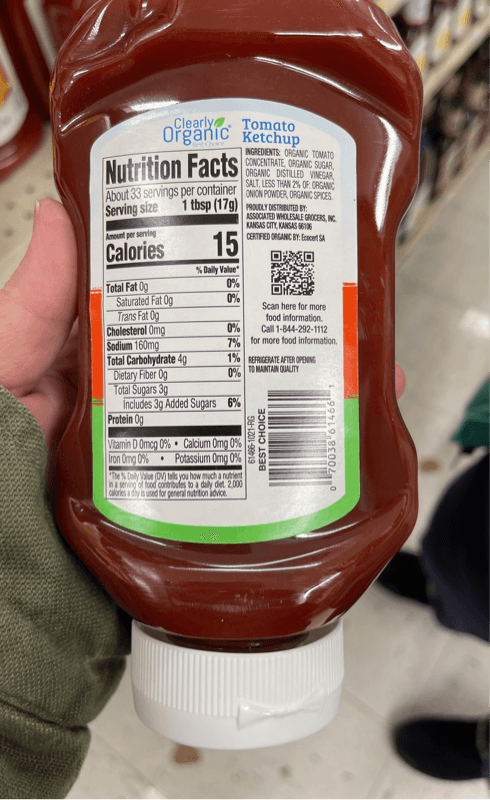 Clearly
Organic
Best Choice
Tomato
Ketchup
Nutrition Facts
About 33 servings per container
Serving size 1 tbsp (17g)
Amount per serving
Calories 15
% Daily Value*
Total Fat 0g 0%
Saturated Fat 0g 0%
Trans Fat 0g
Cholesterol 0mg 0%
Sodium 160mg 7%
Total Carbohydrate 4g 1%
Dietary Fiber 0g 0%
Total Sugars 3g
Includes 3g Added Sugars 6%
Protein 0g
Vitamin D 0mcg 0% • Calcium 0mg 0%
Iron 0mg 0% • Potassium 0mg 0%
*The % Daily Value (DV) tells you how much a nutrient
in a serving of food contributes to a daily diet. 2,000
calories a day is used for general nutrition advice.
INGREDIENTS: ORGANIC TOMATO
CONCENTRATE, ORGANIC SUGAR,
ORGANIC DISTILLED VINEGAR,
SALT, LESS THAN 2% OF: ORGANIC
ONION POWDER, ORGANIC SPICES.
PROUDLY DISTRIBUTED BY:
ASSOCIATED WHOLESALE GROCERS, INC.
KANSAS CITY, KANSAS 66106
CERTIFIED ORGANIC BY: Ecocert SA
Scan here for more
food information.
Call 1-844-292-1112
for more food information.
REFRIGERATE AFTER OPENING
TO MAINTAIN QUALITY
61466-1021-RG
BEST CHOICE
0 70038 61466 1